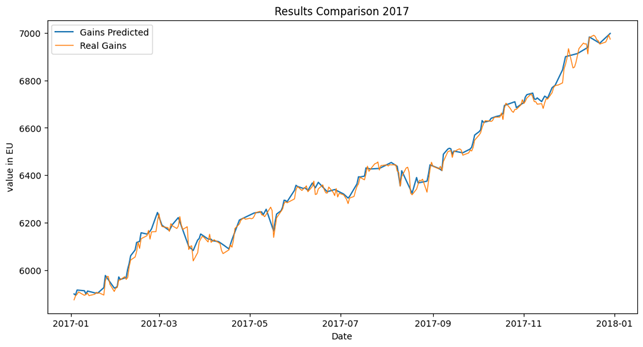 Results Comparison 2017
Gains Predicted
Real Gains
7000
6800
6600
6400
6200
6000
value in EU
2017-01 2017-03 2017-05 2017-07 2017-09 2017-11 2018-01
Date